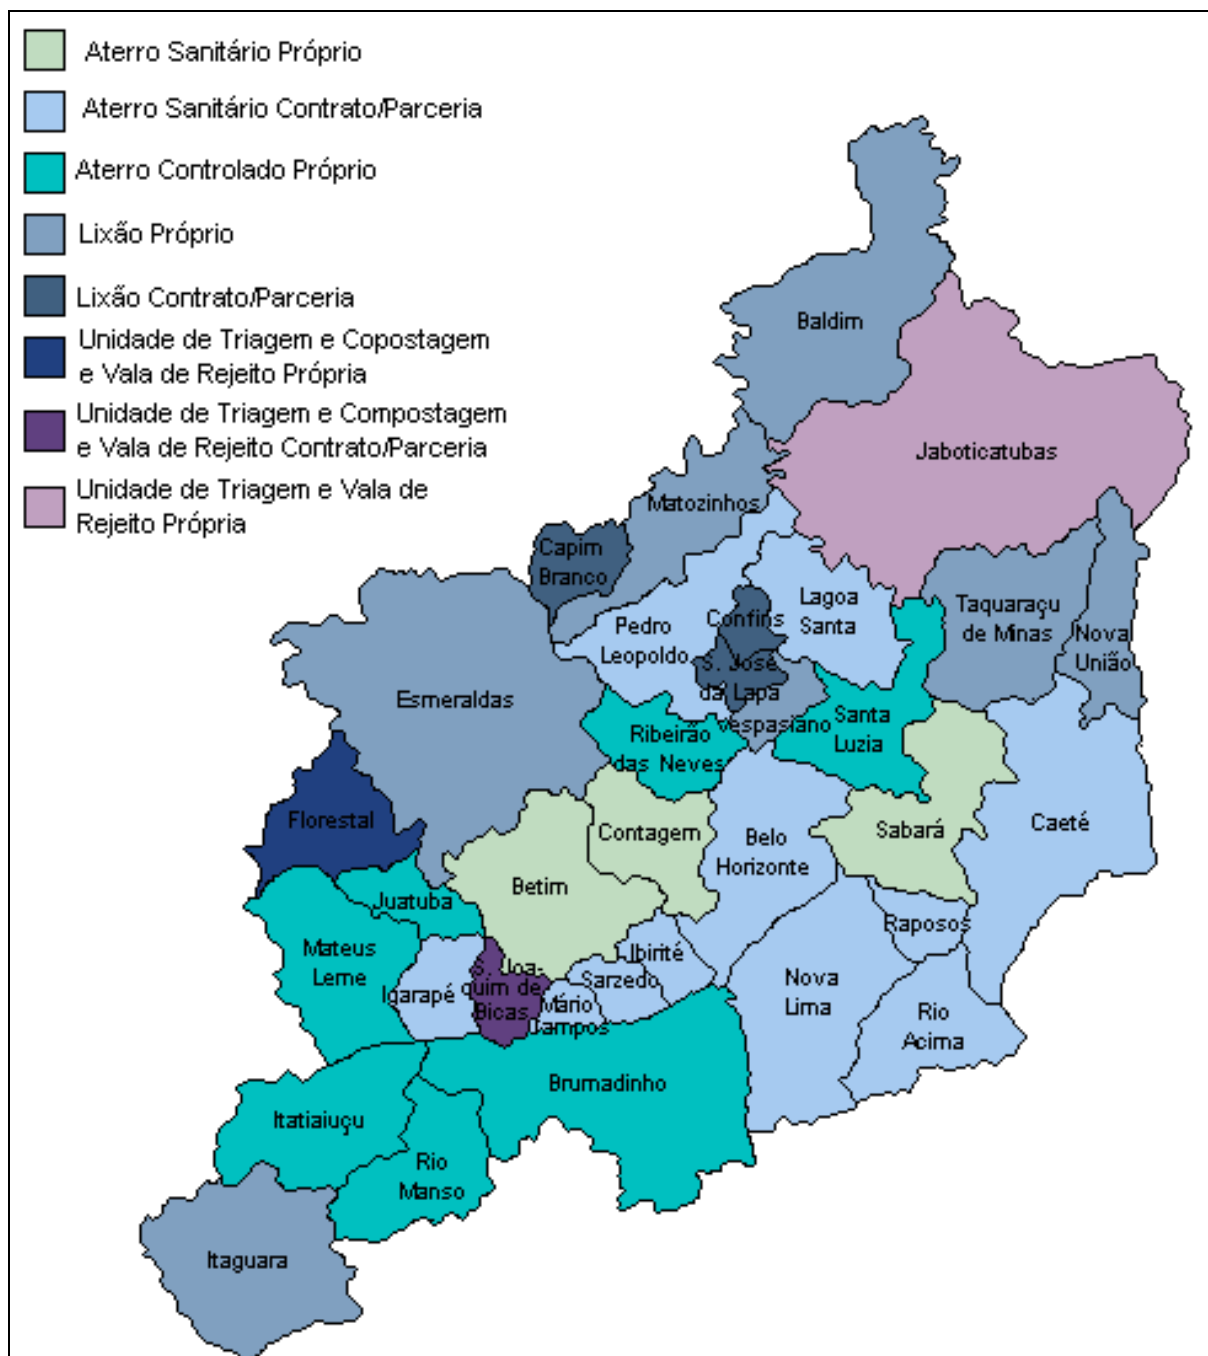 Aterro Sanitário Próprio
Aterro Sanitário Contrato/Parceria
Aterro Controlado Próprio
Lixão Próprio
Lixão Contrato/Parceria
Unidade de Triagem e Copostagem
e Vala de Rejeito Própria
Unidade de Triagem e Compostagem
e Vala de Rejeito Contrato/Parceria
Unidade de Triagem e Vala de
Rejeito Própria
Baldim
Jaboticatubas
Matozinhos
Capim
Branco
Lagoa
Santa
Taquaraçu
de Minas
Nova
União
Confins
Pedro
Leopoldo
S. José
da Lapa
Esmeraldas
Vespasiano
Santa
Luzia
Ribeirão
das Neves
Florestal
Contagem
Belo
Horizonte
Sabará
Caeté
Betim
Juatuba
Raposos
Mateus
Leme
Igarapé
S. Joa-
quim de
Bicas
Ibirité
Sarzedo
Mário
Campos
Nova
Lima
Rio
Acima
Brumadinho
Itatiaiuçu
Rio
Manso
Itaguara